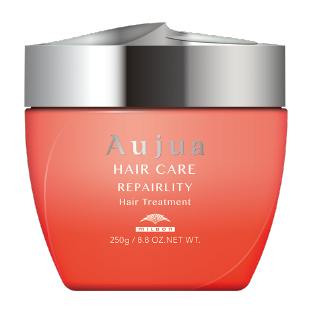 Aujua
HAIR CARE
REPAIRLITY
Hair Treatment
MILBON
250g / 8.8 OZ.NET WT.